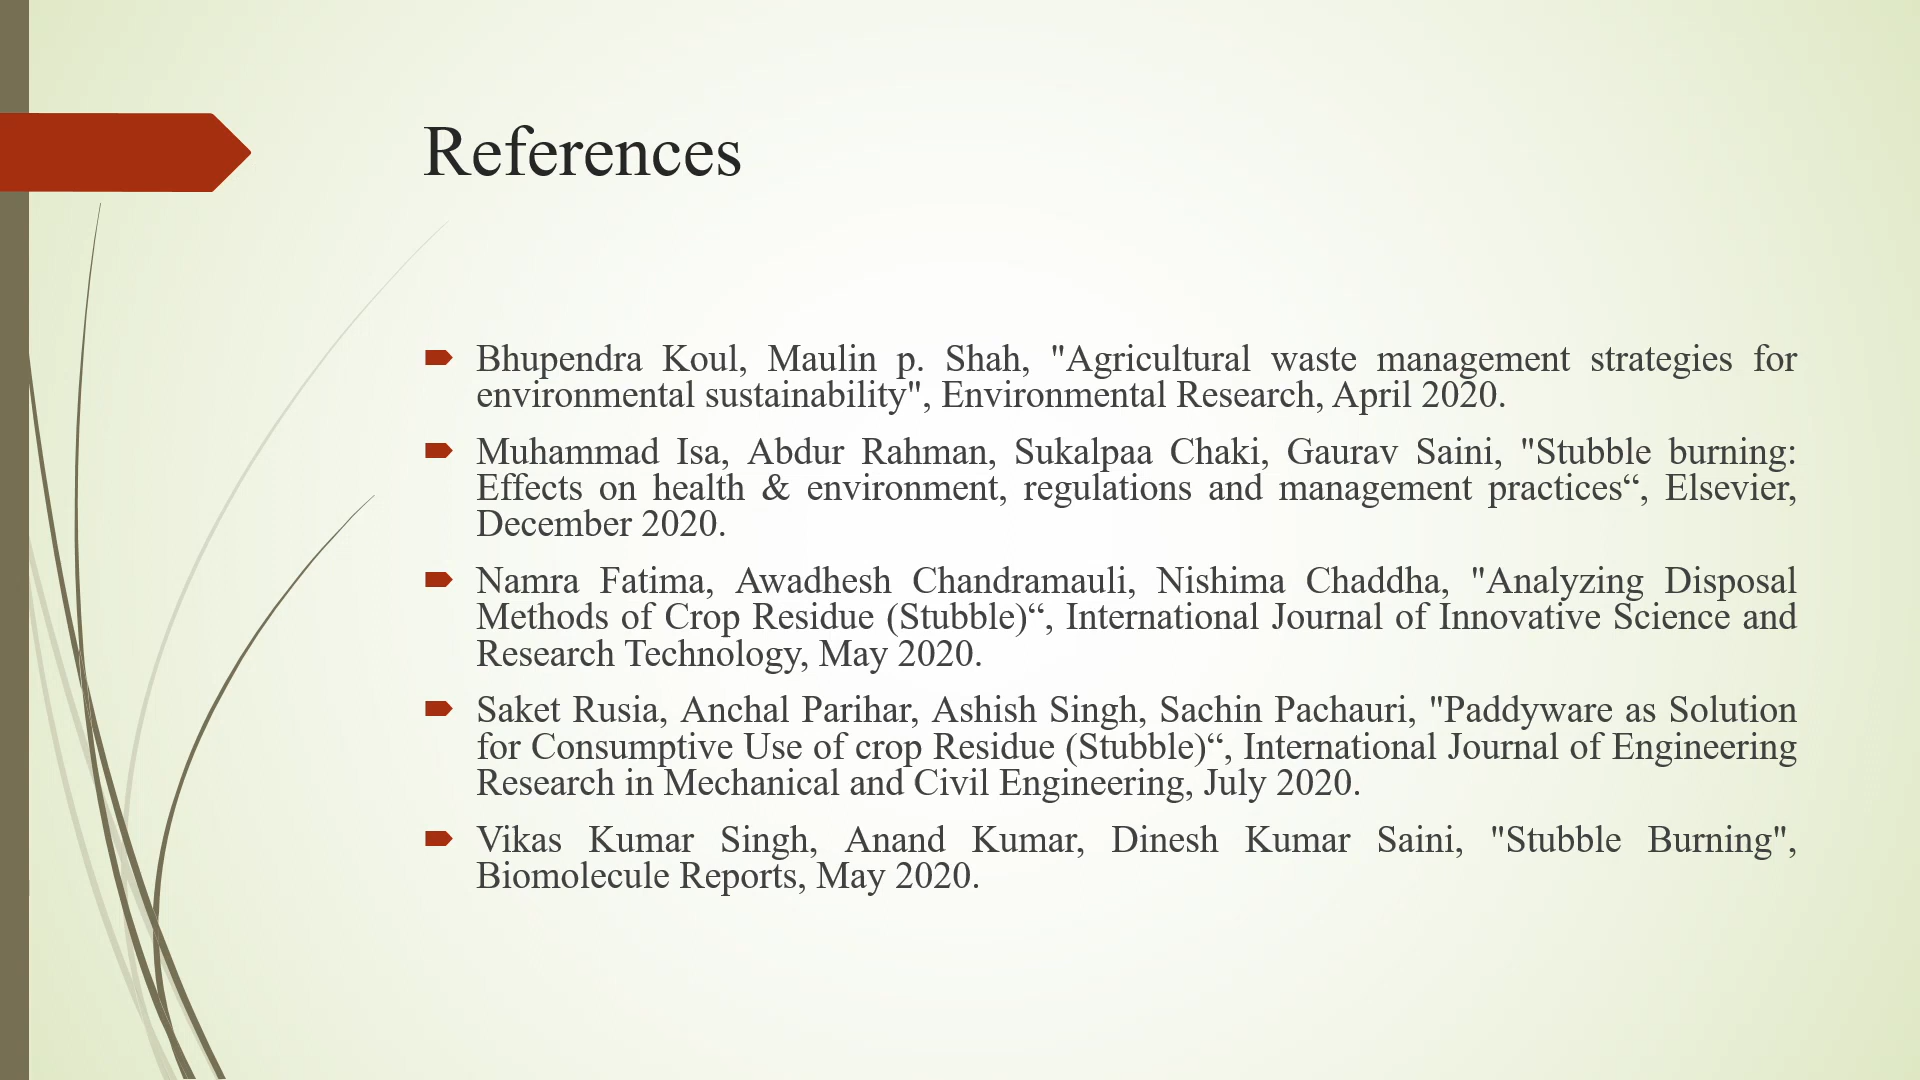 References
Bhupendra Koul, Maulin p. Shah, "Agricultural waste management strategies for
environmental sustainability", Environmental Research, April 2020.
Muhammad Isa, Abdur Rahman, Sukalpaa Chaki, Gaurav Saini, "Stubble burning:
Effects on health & environment, regulations and management practices“, Elsevier,
December 2020.
Namra Fatima, Awadhesh Chandramauli, Nishima Chaddha, "Analyzing Disposal
Methods of Crop Residue (Stubble)“, International Journal of Innovative Science and
Research Technology, May 2020.
Saket Rusia, Anchal Parihar, Ashish Singh, Sachin Pachauri, "Paddyware as Solution
for Consumptive Use of crop Residue (Stubble)“, International Journal of Engineering
Research in Mechanical and Civil Engineering, July 2020.
Vikas Kumar Singh, Anand Kumar, Dinesh Kumar Saini, "Stubble Burning",
Biomolecule Reports, May 2020.